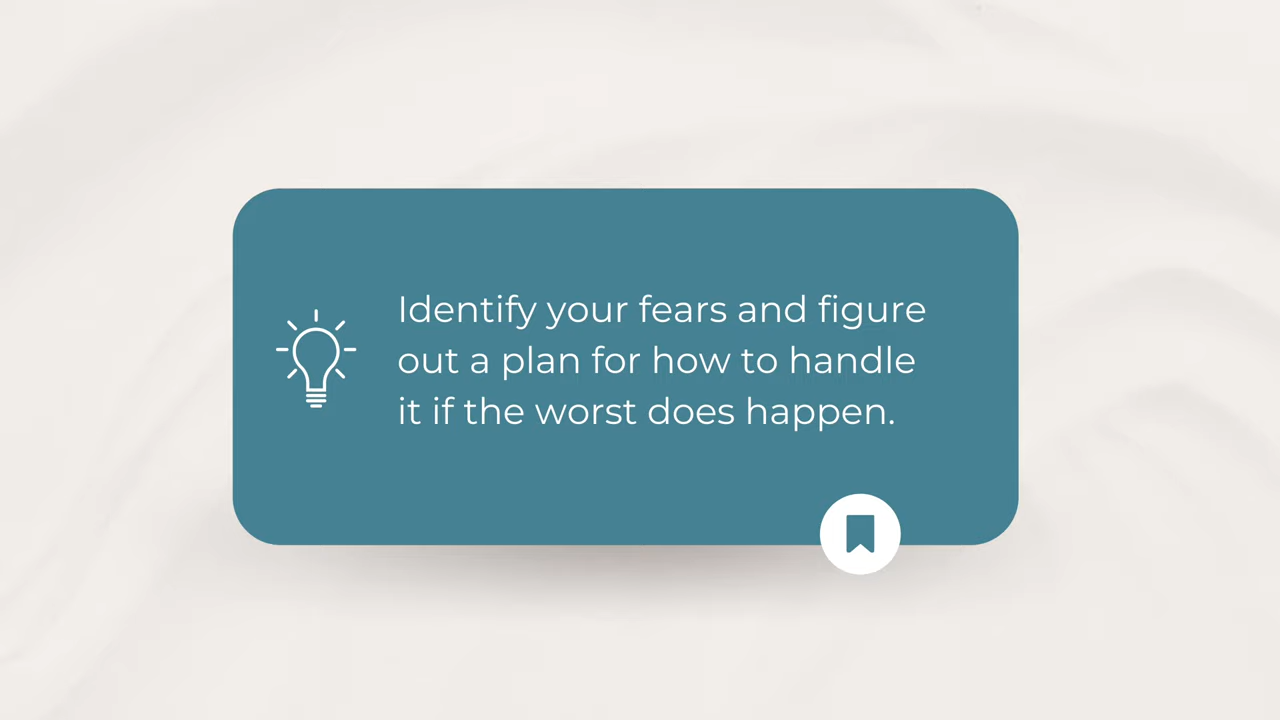 Identify your fears and figure
out a plan for how to handle
it if the worst does happen.